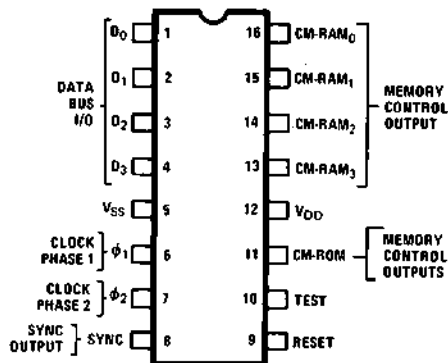 D0 1 16 CM-RAM0
D1 2 15 CM-RAM1
DATA BUS I/O
D2 3 14 CM-RAM2
D3 4 13 CM-RAM3
MEMORY CONTROL OUTPUT
VSS 5 12 VDD
CLOCK PHASE 1 ϕ1 6 11 CM-ROM
MEMORY CONTROL OUTPUTS
CLOCK PHASE 2 ϕ2 7 10 TEST
SYNC OUTPUT SYNC 8 9 RESET